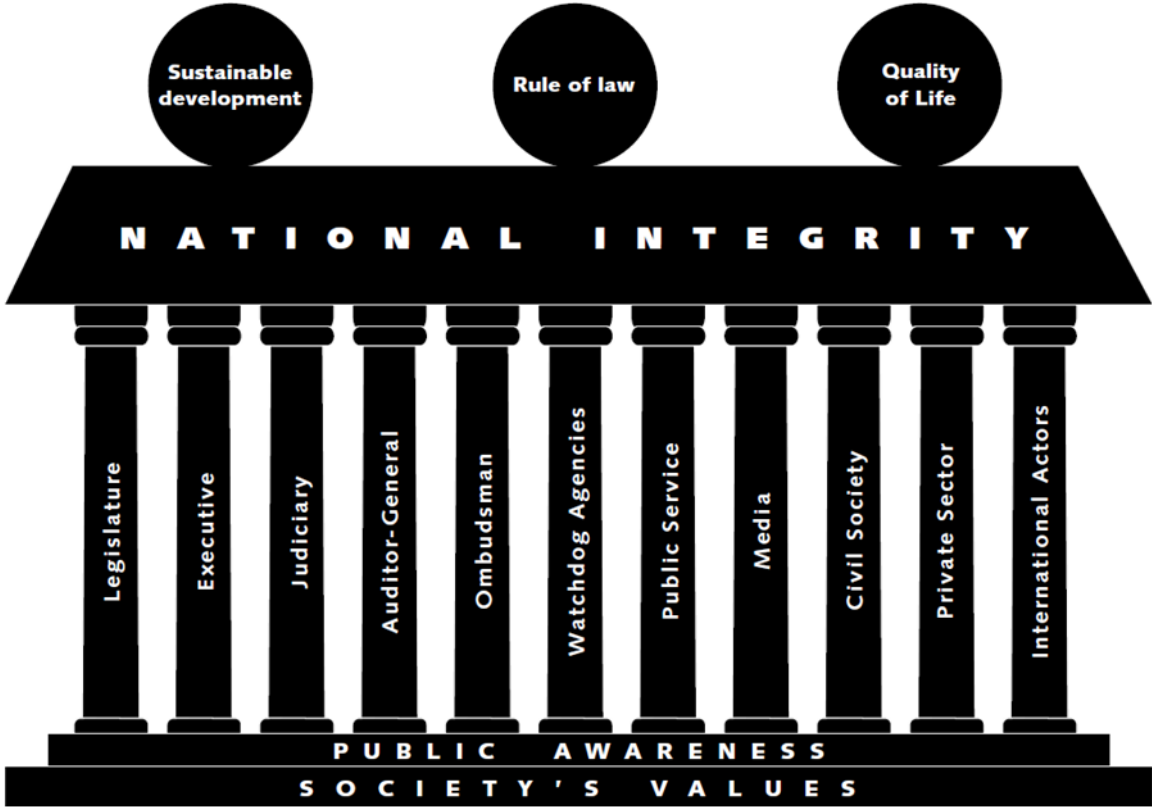 Sustainable
development
Rule of law
Quality
of Life
NATIONAL INTEGRITY
Legislature
Executive
Judiciary
Auditor-General
Ombudsman
Watchdog Agencies
Public Service
Media
Civil Society
Private Sector
International Actors
PUBLIC AWARENESS
SOCIETY'S VALUES